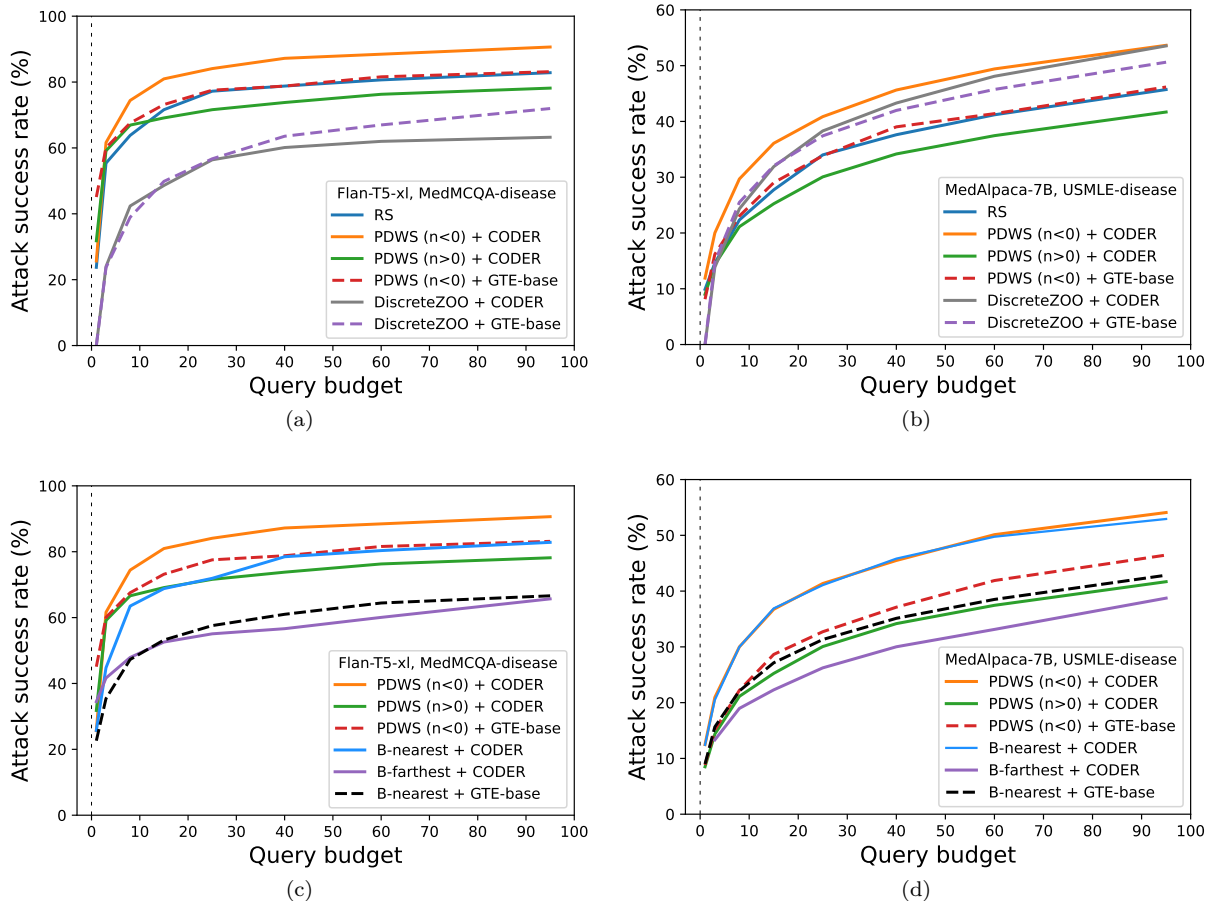 Attack success rate (%)
100
80
60
40
20
0
Flan-T5-xl, MedMCQA-disease
RS
PDWS (n<0) + CODER
PDWS (n>0) + CODER
PDWS (n<0) + GTE-base
DiscreteZOO + CODER
DiscreteZOO + GTE-base
0 10 20 30 40 50 60 70 80 90 100
Query budget
(a)
Attack success rate (%)
60
50
40
30
20
10
0
MedAlpaca-7B, USMLE-disease
RS
PDWS (n<0) + CODER
PDWS (n>0) + CODER
PDWS (n<0) + GTE-base
DiscreteZOO + CODER
DiscreteZOO + GTE-base
0 10 20 30 40 50 60 70 80 90 100
Query budget
(b)
Attack success rate (%)
100
80
60
40
20
0
Flan-T5-xl, MedMCQA-disease
PDWS (n<0) + CODER
PDWS (n>0) + CODER
PDWS (n<0) + GTE-base
B-nearest + CODER
B-farthest + CODER
B-nearest + GTE-base
0 10 20 30 40 50 60 70 80 90 100
Query budget
(c)
Attack success rate (%)
60
50
40
30
20
10
0
MedAlpaca-7B, USMLE-disease
PDWS (n<0) + CODER
PDWS (n>0) + CODER
PDWS (n<0) + GTE-base
B-nearest + CODER
B-farthest + CODER
B-nearest + GTE-base
0 10 20 30 40 50 60 70 80 90 100
Query budget
(d)